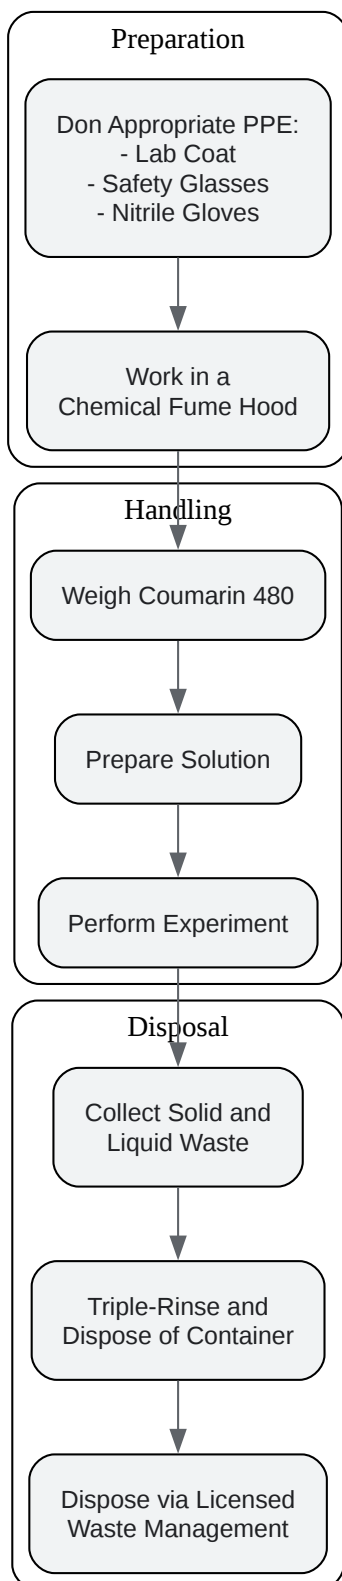 Preparation
Don Appropriate PPE:
- Lab Coat
- Safety Glasses
- Nitrile Gloves
Work in a
Chemical Fume Hood
Handling
Weigh Coumarin 480
Prepare Solution
Perform Experiment
Disposal
Collect Solid and
Liquid Waste
Triple-Rinse and
Dispose of Container
Dispose via Licensed
Waste Management